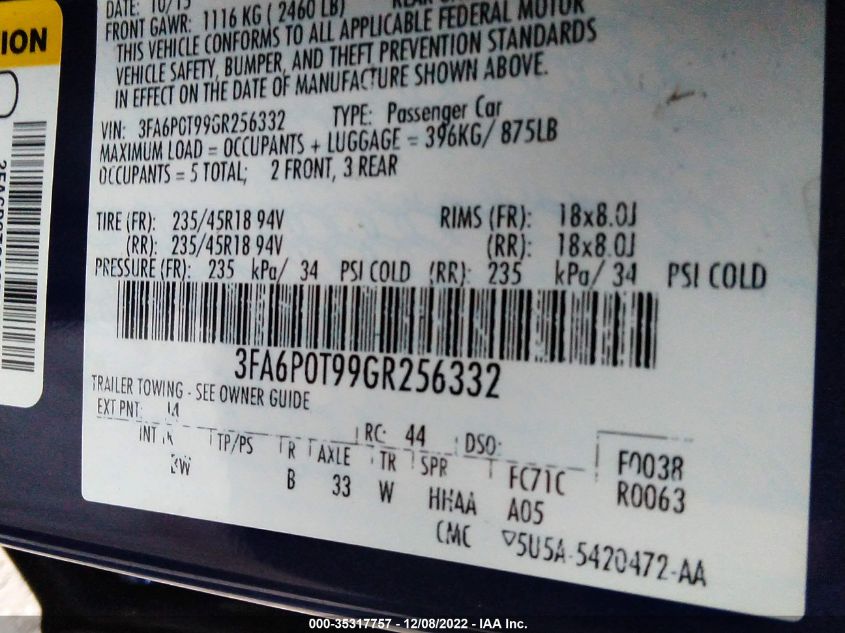 DATE: 10/15
FRONT GAWR: 1116 KG ( 2460 LB)
THIS VEHICLE CONFORMS TO ALL APPLICABLE FEDERAL MOTOR
VEHICLE SAFETY, BUMPER, AND THEFT PREVENTION STANDARDS
IN EFFECT ON THE DATE OF MANUFACTURE SHOWN ABOVE.
VIN: 3FA6P0T99GR256332 TYPE: Passenger Car
MAXIMUM LOAD = OCCUPANTS + LUGGAGE = 396KG/ 875LB
OCCUPANTS = 5 TOTAL; 2 FRONT, 3 REAR
TIRE (FR): 235/45R18 94V RIMS (FR): 18x8.0J
(RR): 235/45R18 94V (RR): 18x8.0J
PRESSURE (FR): 235 kPa/ 34 PSI COLD (RR): 235 kPa/ 34 PSI COLD
3FA6P0T99GR256332
TRAILER TOWING - SEE OWNER GUIDE
EXT PNT:
RC: 44 DSO:
INT TP/PS R AXLE TR SPR
F0038
B 33 W HHAA FC71C
R0063
A05
CMC
5U5A-5420472-AA
ION
000-35317757 - 12/08/2022 - IAA Inc.